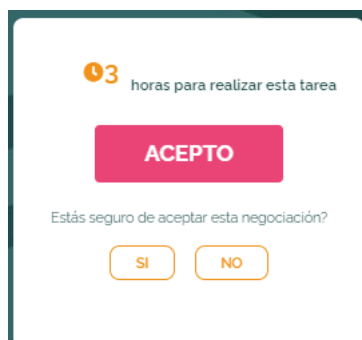 3 horas para realizar esta tarea
ACEPTO
Estás seguro de aceptar esta negociación?
SI NO